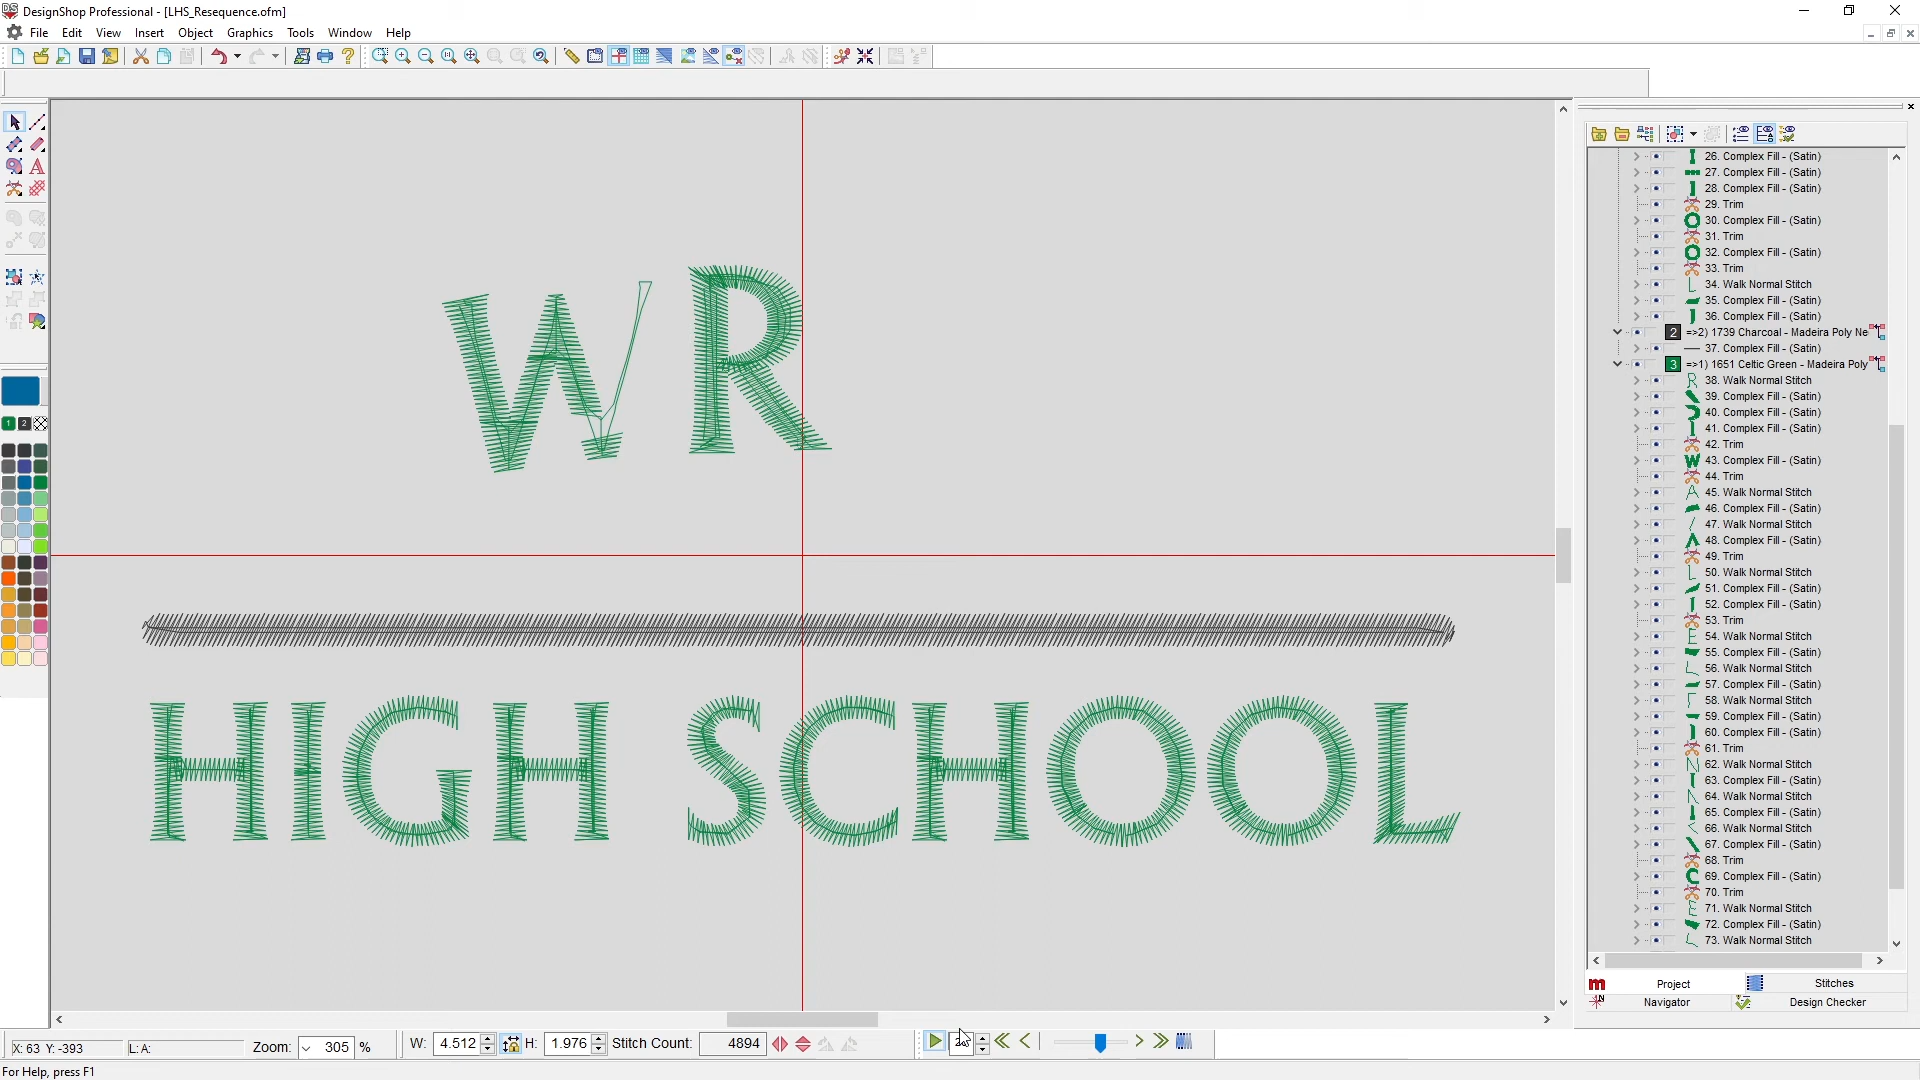 DesignShop Professional - [LHS_Resequence.ofm]
File Edit View Insert Object Graphics Tools Window Help
WR
HIGH SCHOOL
26. Complex Fill - (Satin)
27. Complex Fill - (Satin)
28. Complex Fill - (Satin)
29. Trim
30. Complex Fill - (Satin)
31. Trim
32. Complex Fill - (Satin)
33. Trim
34. Walk Normal Stitch
35. Complex Fill - (Satin)
36. Complex Fill - (Satin)
2 =>2) 1739 Charcoal - Madeira Poly Ne
37. Complex Fill - (Satin)
3 =>1) 1651 Celtic Green - Madeira Poly
38. Walk Normal Stitch
39. Complex Fill - (Satin)
40. Complex Fill - (Satin)
41. Complex Fill - (Satin)
42. Trim
43. Complex Fill - (Satin)
44. Trim
45. Walk Normal Stitch
46. Complex Fill - (Satin)
47. Walk Normal Stitch
48. Complex Fill - (Satin)
49. Trim
50. Walk Normal Stitch
51. Complex Fill - (Satin)
52. Complex Fill - (Satin)
53. Trim
54. Walk Normal Stitch
55. Complex Fill - (Satin)
56. Walk Normal Stitch
57. Complex Fill - (Satin)
58. Walk Normal Stitch
59. Complex Fill - (Satin)
60. Complex Fill - (Satin)
61. Trim
62. Walk Normal Stitch
63. Complex Fill - (Satin)
64. Walk Normal Stitch
65. Complex Fill - (Satin)
66. Walk Normal Stitch
67. Complex Fill - (Satin)
68. Trim
69. Complex Fill - (Satin)
70. Trim
71. Walk Normal Stitch
72. Complex Fill - (Satin)
73. Walk Normal Stitch
Project Stitches
Navigator Design Checker
1 2
X: 63 Y: -393 L: A: Zoom: 305 % W: 4.512 H: 1.976 Stitch Count: 4894
For Help, press F1